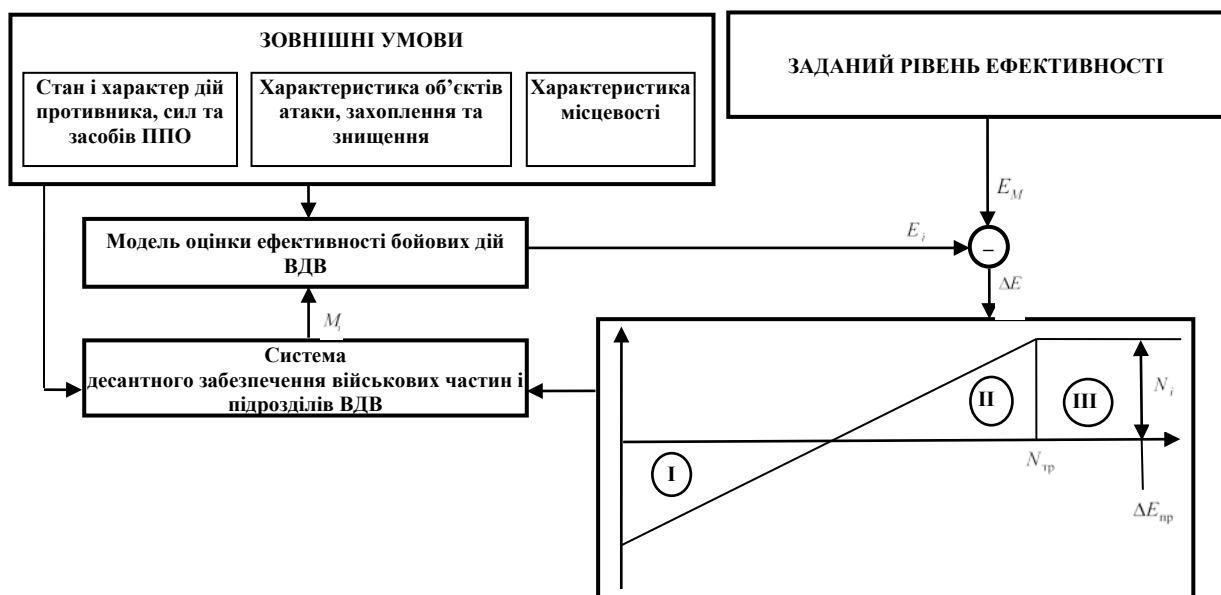 ЗОВНІШНІ УМОВИ
Стан і характер дій
противника, сил та
засобів ППО
Характеристика об’єктів
атаки, захоплення та
знищення
Характеристика
місцевості
ЗАДАНИЙ РІВЕНЬ ЕФЕКТИВНОСТІ
E_M
Модель оцінки ефективності бойових дій
ВДВ
E_i
–
ΔE
M_i
Система
десантного забезпечення військових частин і
підрозділів ВДВ
I
II
III
N_i
N_тр
ΔE_пр